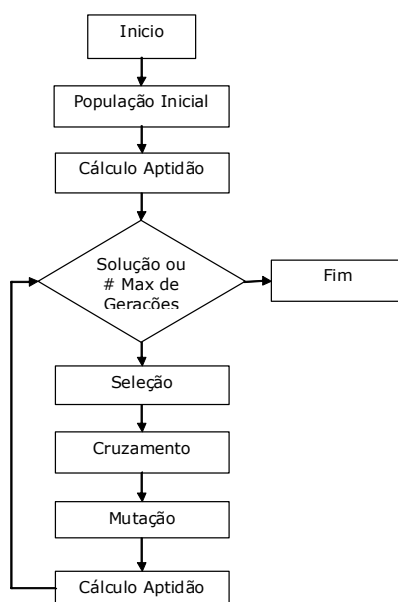 Inicio
População Inicial
Cálculo Aptidão
Solução ou
# Max de
Gerações
Fim
Seleção
Cruzamento
Mutação
Cálculo Aptidão